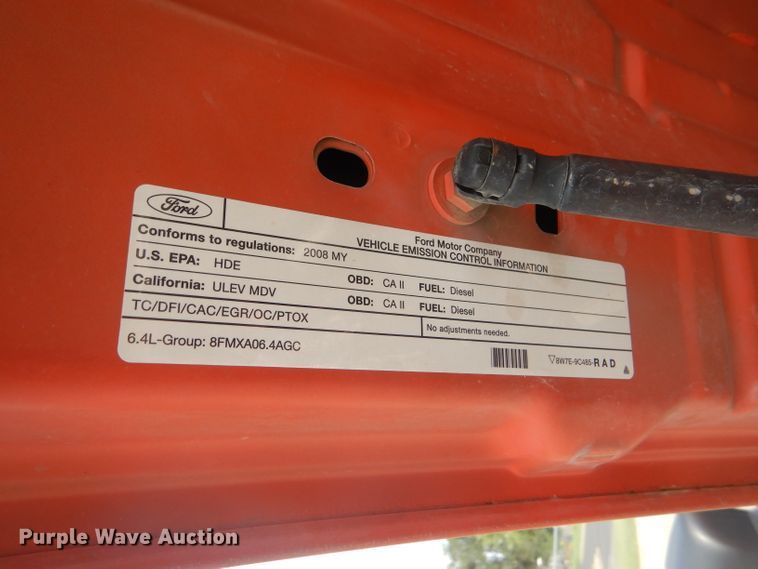 Ford
Ford Motor Company
VEHICLE EMISSION CONTROL INFORMATION
Conforms to regulations: 2008 MY
U.S. EPA: HDE OBD: CA II FUEL: Diesel
California: ULEV MDV OBD: CA II FUEL: Diesel
TC/DFI/CAC/EGR/OC/PTOX No adjustments needed.
6.4L-Group: 8FMXA06.4AGC
8W7E-9C485-RAD
Purple Wave Auction